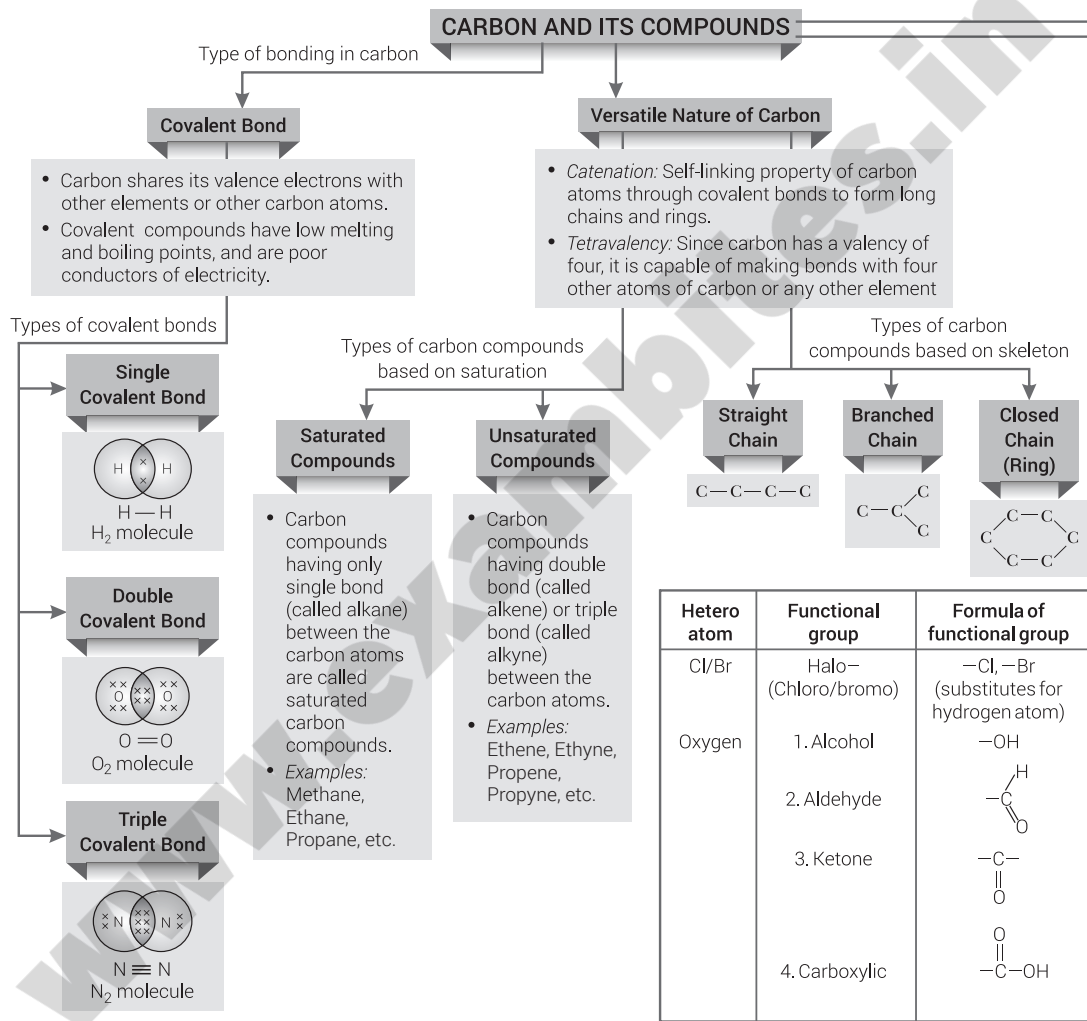 CARBON AND ITS COMPOUNDS
Type of bonding in carbon
Covalent Bond
• Carbon shares its valence electrons with
other elements or other carbon atoms.
• Covalent compounds have low melting
and boiling points, and are poor
conductors of electricity.
Types of covalent bonds
Single
Covalent Bond
H × × H
H — H
H₂ molecule
Double
Covalent Bond
×× O ×× ×× ×× O ××
O = O
O₂ molecule
Triple
Covalent Bond
×× N ×× ×× ×× N ××
N ≡ N
N₂ molecule
Versatile Nature of Carbon
• Catenation: Self-linking property of carbon
atoms through covalent bonds to form long
chains and rings.
• Tetravalency: Since carbon has a valency of
four, it is capable of making bonds with four
other atoms of carbon or any other element
Types of carbon compounds
based on saturation
Saturated
Compounds
• Carbon
compounds
having only
single bond
(called alkane)
between the
carbon atoms
are called
saturated
carbon
compounds.
• Examples:
Methane,
Ethane,
Propane, etc.
Unsaturated
Compounds
• Carbon
compounds
having double
bond (called
alkene) or triple
bond (called
alkyne)
between the
carbon atoms.
• Examples:
Ethene, Ethyne,
Propene,
Propyne, etc.
Types of carbon
compounds based on skeleton
Straight
Chain
C — C — C — C
Branched
Chain
C
C — C
C
Closed
Chain
(Ring)
C — C
C C
C — C
Hetero atom Functional group Formula of functional group
Cl/Br Halo— —Cl, —Br
(Chloro/bromo) (substitutes for
hydrogen atom)
Oxygen 1. Alcohol —OH
H
2. Aldehyde —C
O
3. Ketone —C—
O
O
4. Carboxylic —C—OH
www.exambites.in